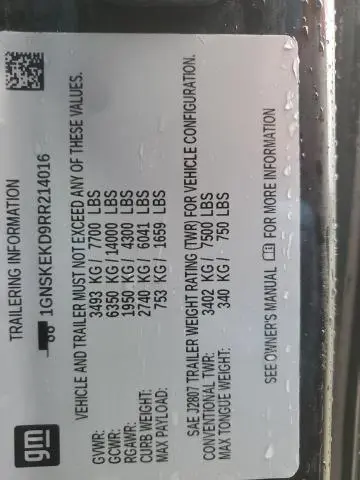 gm
TRAILERING INFORMATION
1GNSKEKD9RR214016
VEHICLE AND TRAILER MUST NOT EXCEED ANY OF THESE VALUES.
GVWR: 3493 KG/ 7700 LBS
GCWR: 6350 KG/14000 LBS
RGAWR: 1950 KG/ 4300 LBS
CURB WEIGHT: 2740 KG/ 6041 LBS
MAX PAYLOAD: 753 KG/ 1659 LBS
SAE J2807 TRAILER WEIGHT RATING (TWR) FOR VEHICLE CONFIGURATION.
CONVENTIONAL TWR: 3402 KG/ 7500 LBS
MAX TONGUE WEIGHT: 340 KG/ 750 LBS
SEE OWNER'S MANUAL FOR MORE INFORMATION